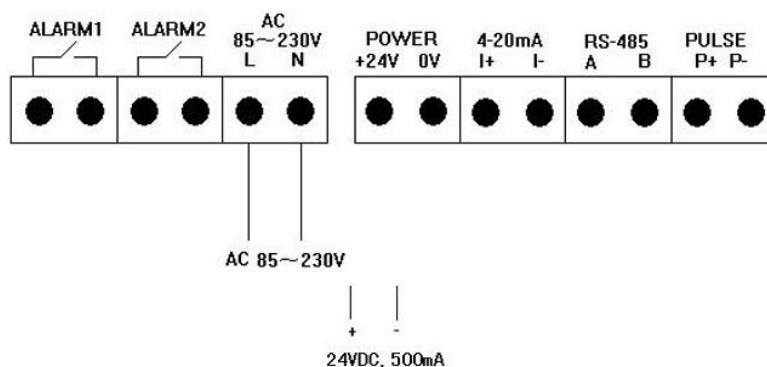 ALARM1 ALARM2 AC
85～230V
L N
POWER 4-20mA RS-485 PULSE
+24V 0V I+ I- A B P+ P-
AC 85～230V
+ -
24VDC, 500mA